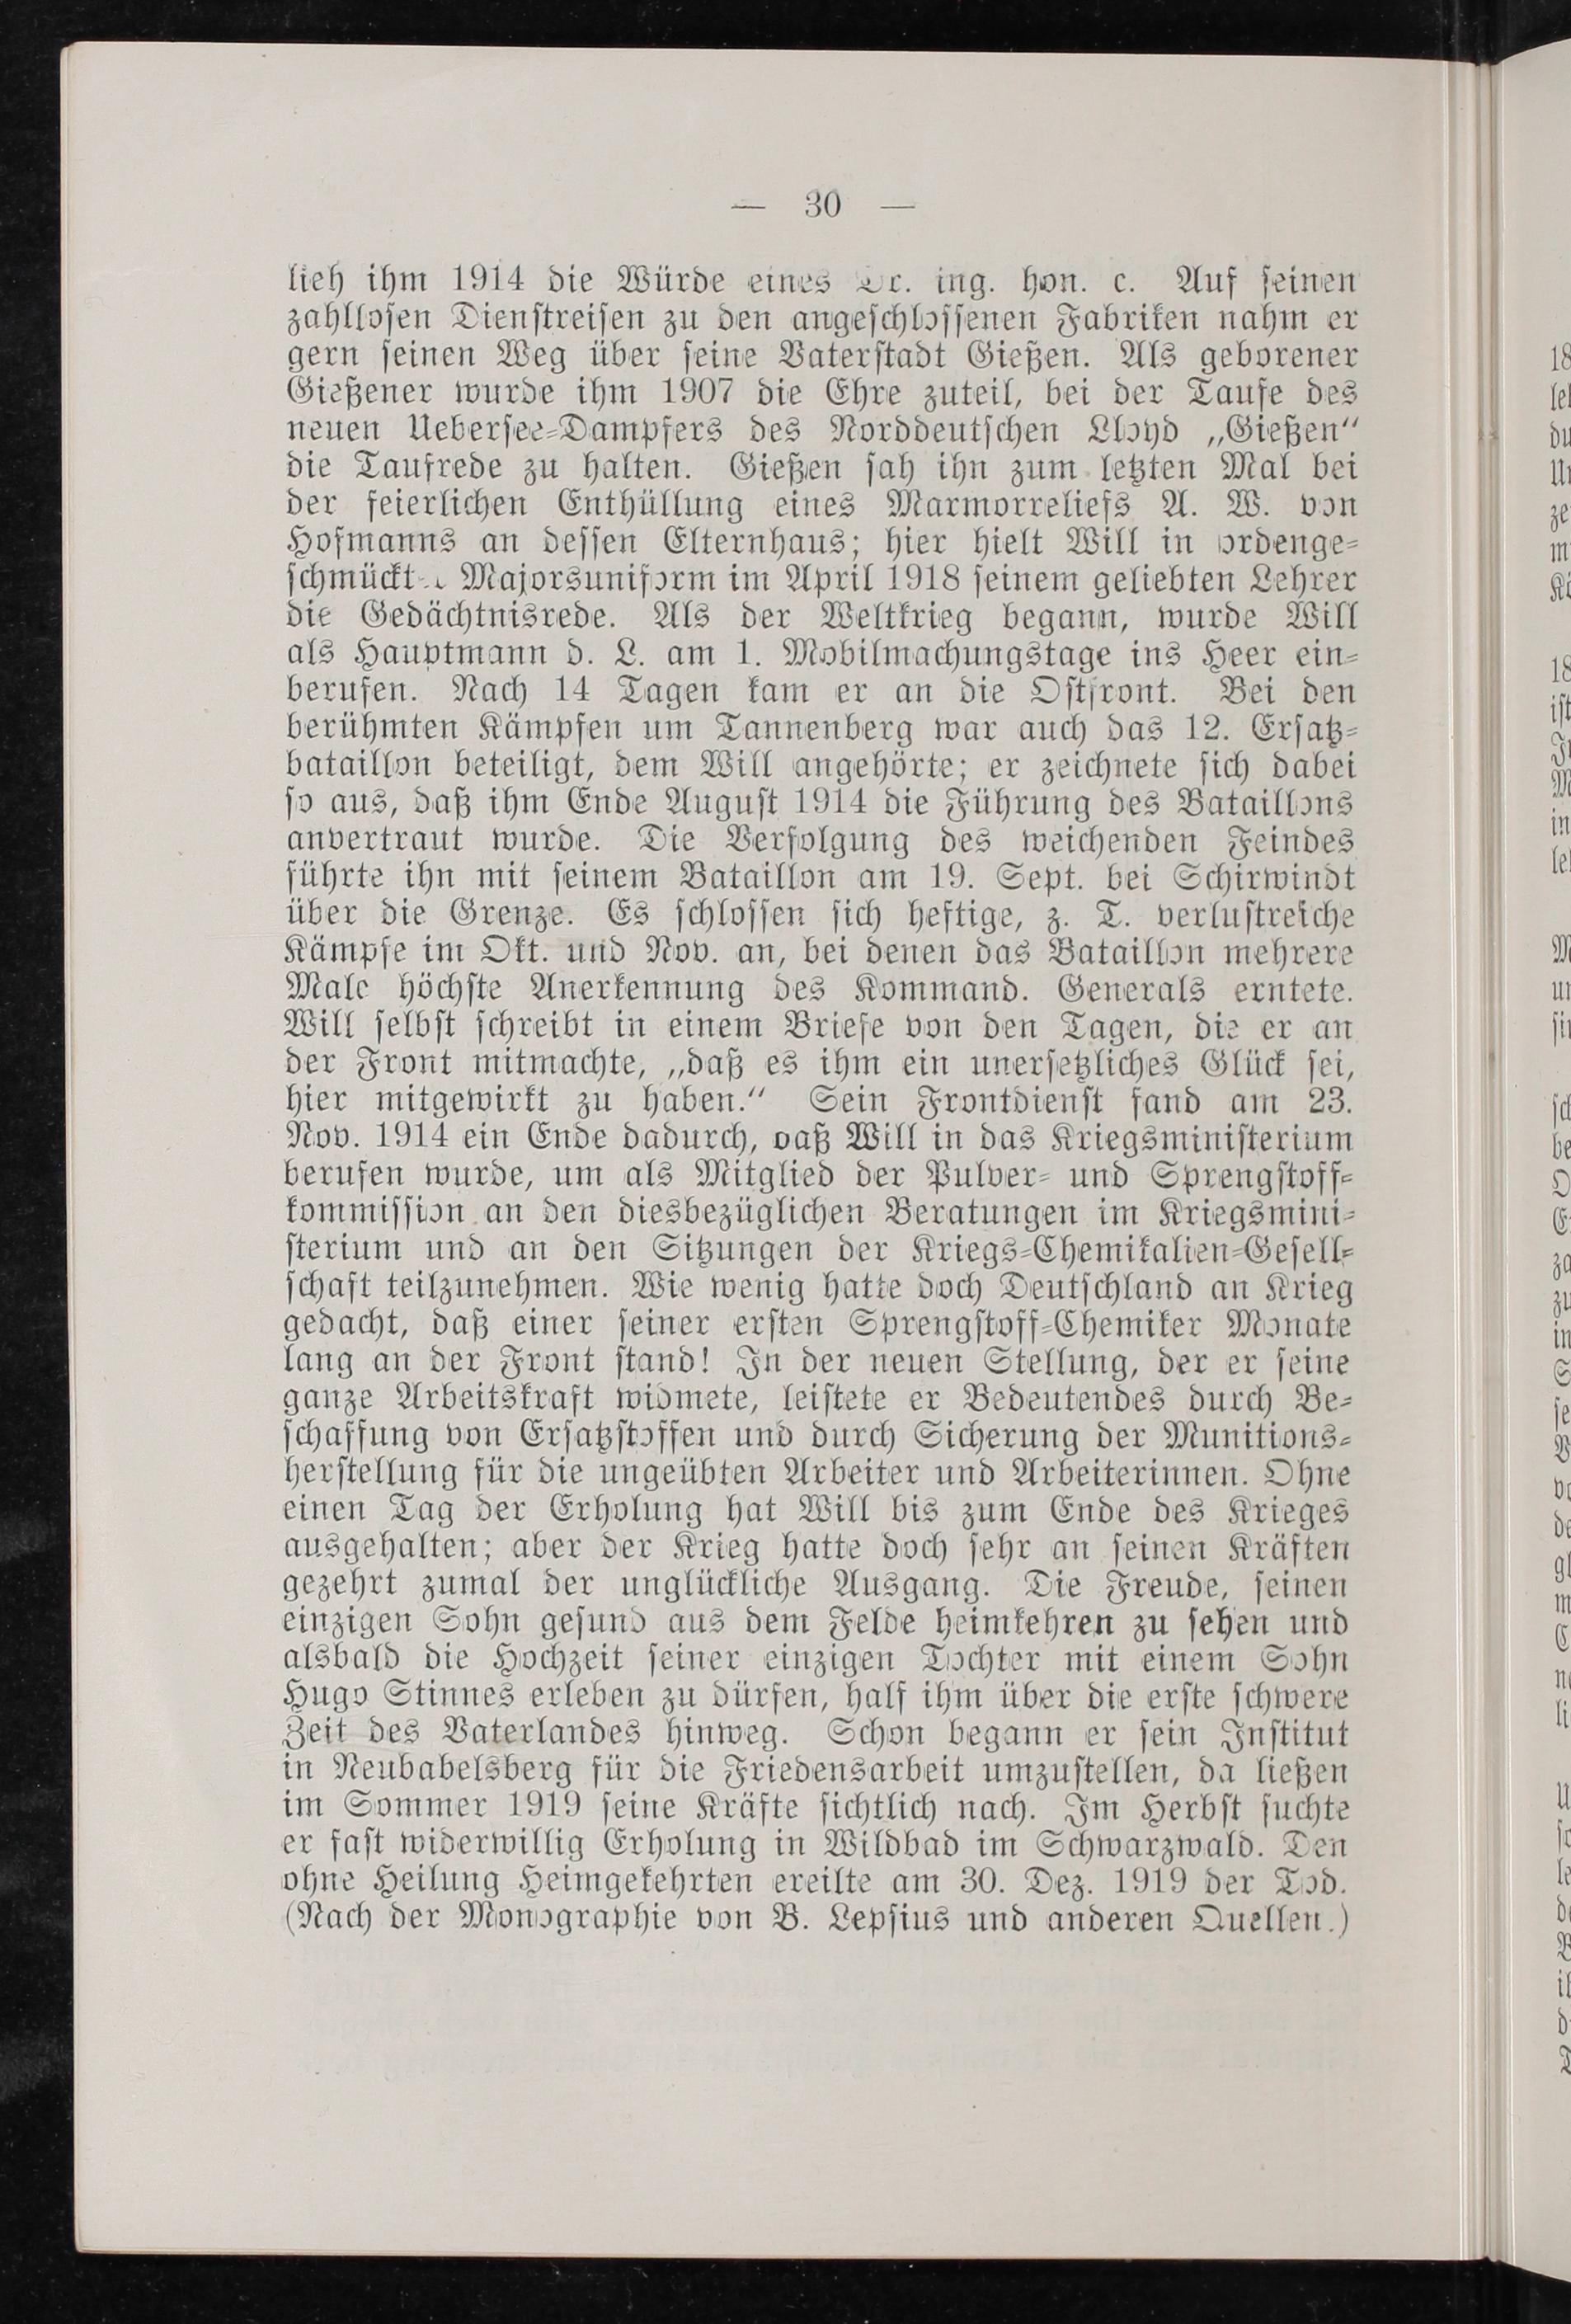 — 30 —
lieh ihm 1914 die Würde eines Dr. ing. hon. c. Auf seinen
zahllosen Dienstreisen zu den angeschlossenen Fabriken nahm er
gern seinen Weg über seine Vaterstadt Gießen. Als geborener
Gießener wurde ihm 1907 die Ehre zuteil, bei der Taufe des
neuen Uebersee-Dampfers des Norddeutschen Lloyd „Gießen“
die Taufrede zu halten. Gießen sah ihn zum letzten Mal bei
der feierlichen Enthüllung eines Marmorreliefs A. W. von
Hofmanns an dessen Elternhaus; hier hielt Will in ordenge-
Majorsuniform im April 1918 seinem geliebten Lehrer
die Gedächtnisrede. Als der Weltkrieg begann, wurde Will
als Hauptmann d. L. am 1. Mobilmachungstage ins Heer ein-
berufen. Nach 14 Tagen kam er an die Ostfront. Bei den
berühmten Kämpfen um Tannenberg war auch das 12. Ersatz-
bataillon beteiligt, dem Will angehörte; er zeichnete sich dabei
so aus, daß ihm Ende August 1914 die Führung des Bataillons
anvertraut wurde. Die Verfolgung des weichenden Feindes
führte ihn mit seinem Bataillon am 19. Sept. bei Schirwindt
über die Grenze. Es schlossen sich heftige, z. T. verlustreiche
Kämpfe im Okt. und Nov. an, bei denen das Bataillon mehrere
Male höchste Anerkennung des Kommand. Generals erntete.
Will selbst schreibt in einem Briefe von den Tagen, die er an
der Front mitmachte, „daß es ihm ein unersetzliches Glück sei,
hier mitgewirkt zu haben.“ Sein Frontdienst fand am 23.
Nov. 1914 ein Ende dadurch, daß Will in das Kriegsministerium
berufen wurde, um als Mitglied der Pulver- und Sprengstoff-
kommission an den diesbezüglichen Beratungen im Kriegsmini-
sterium und an den Sitzungen der Kriegs-Chemikalien-Gesell-
schaft teilzunehmen. Wie wenig hatte doch Deutschland an Krieg
gedacht, daß einer seiner ersten Sprengstoff-Chemiker Monate
lang an der Front stand! In der neuen Stellung, der er seine
ganze Arbeitskraft widmete, leistete er Bedeutendes durch Be-
schaffung von Ersatzstoffen und durch Sicherung der Munitions-
herstellung für die ungeübten Arbeiter und Arbeiterinnen. Ohne
einen Tag der Erholung hat Will bis zum Ende des Krieges
ausgehalten; aber der Krieg hatte doch sehr an seinen Kräften
gezehrt zumal der unglückliche Ausgang. Die Freude, seinen
einzigen Sohn gesund aus dem Felde heimkehren zu sehen und
alsbald die Hochzeit seiner einzigen Tochter mit einem Sohn
Hugo Stinnes erleben zu dürfen, half ihm über die erste schwere
Zeit des Vaterlandes hinweg. Schon begann er sein Institut
in Neubabelsberg für die Friedensarbeit umzustellen, da ließen
im Sommer 1919 seine Kräfte sichtlich nach. Im Herbst suchte
er fast widerwillig Erholung in Wildbad im Schwarzwald. Den
ohne Heilung Heimgekehrten ereilte am 30. Dez. 1919 der Tod.
(Nach der Monographie von B. Lepsius und anderen Quellen.)